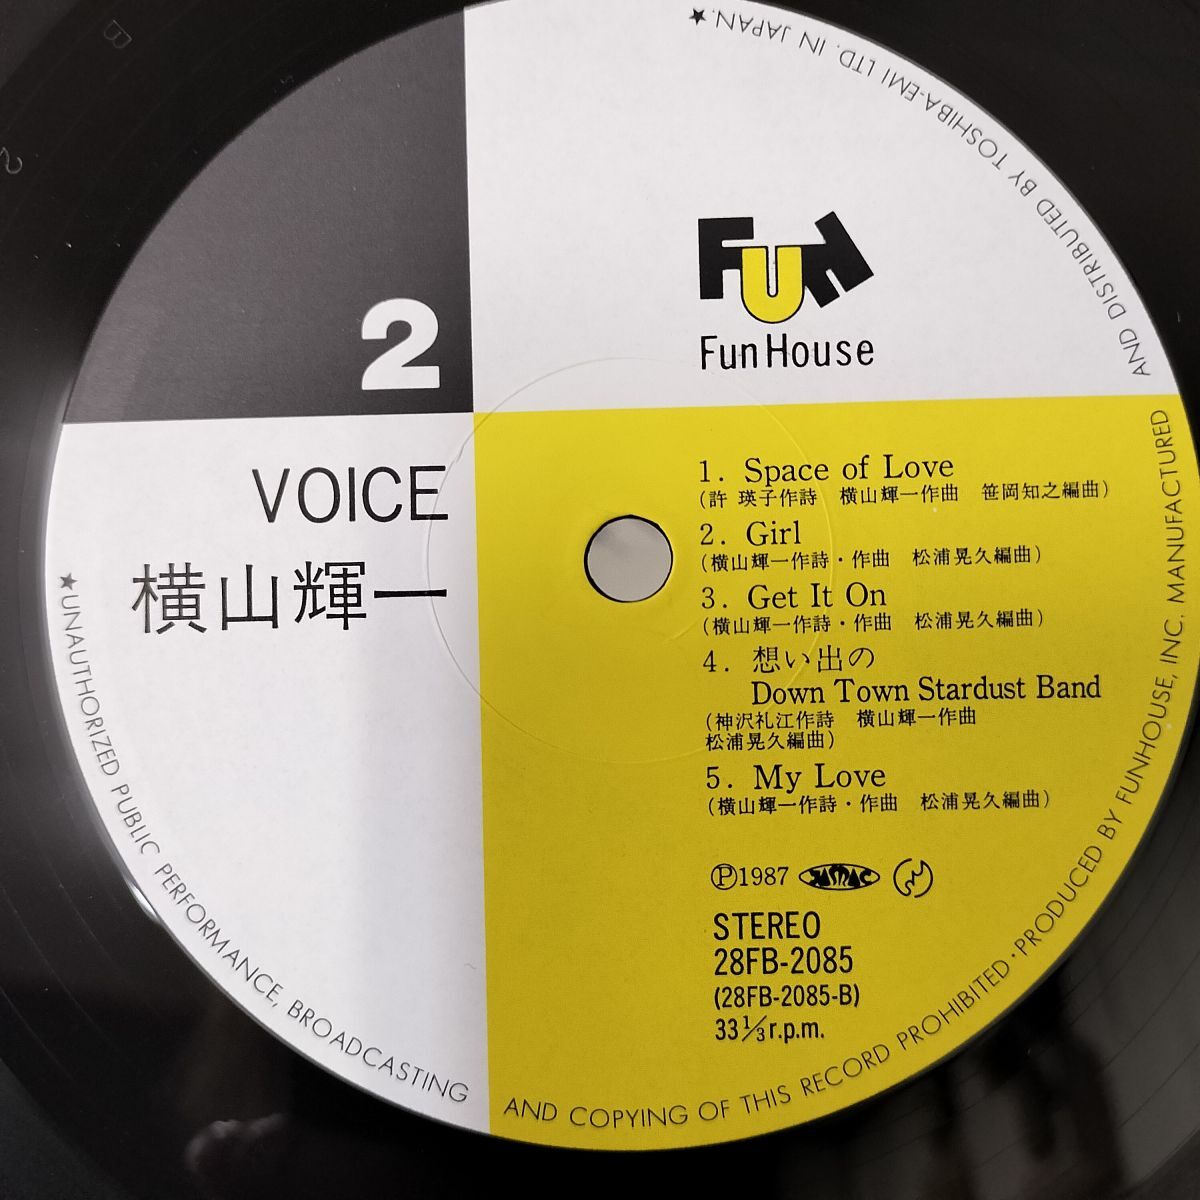 2
FUN
Fun House
VOICE
横山輝一
1. Space of Love
(許 瑛子作詩 横山輝一作曲 笹岡知之編曲)
2. Girl
(横山輝一作詩・作曲 松浦晃久編曲)
3. Get It On
(横山輝一作詩・作曲 松浦晃久編曲)
4. 想い出の
Down Town Stardust Band
(神沢礼江作詩 横山輝一作曲
松浦晃久編曲)
5. My Love
(横山輝一作詩・作曲 松浦晃久編曲)
Ⓟ1987 JASRAC
STEREO
28FB-2085
(28FB-2085-B)
33 1/3 r.p.m.
★UNAUTHORIZED PUBLIC PERFORMANCE, BROADCASTING AND COPYING OF THIS RECORD PROHIBITED・PRODUCED BY FUNHOUSE, INC. MANUFACTURED AND DISTRIBUTED BY TOSHIBA-EMI LTD. IN JAPAN.★
B
2